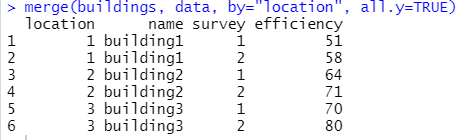 > merge(buildings, data, by="location", all.y=TRUE)
location name survey efficiency
1 1 building1 1 51
2 1 building1 2 58
3 2 building2 1 64
4 2 building2 2 71
5 3 building3 1 70
6 3 building3 2 80